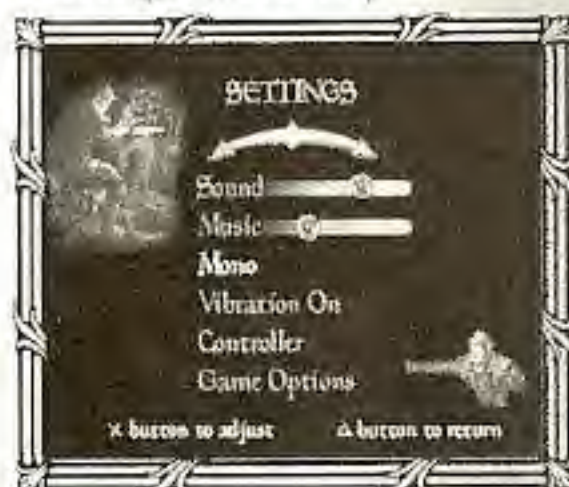 SETTINGS
Sound
Music
Mono
Vibration On
Controller
Game Options
× button to adjust △ button to return